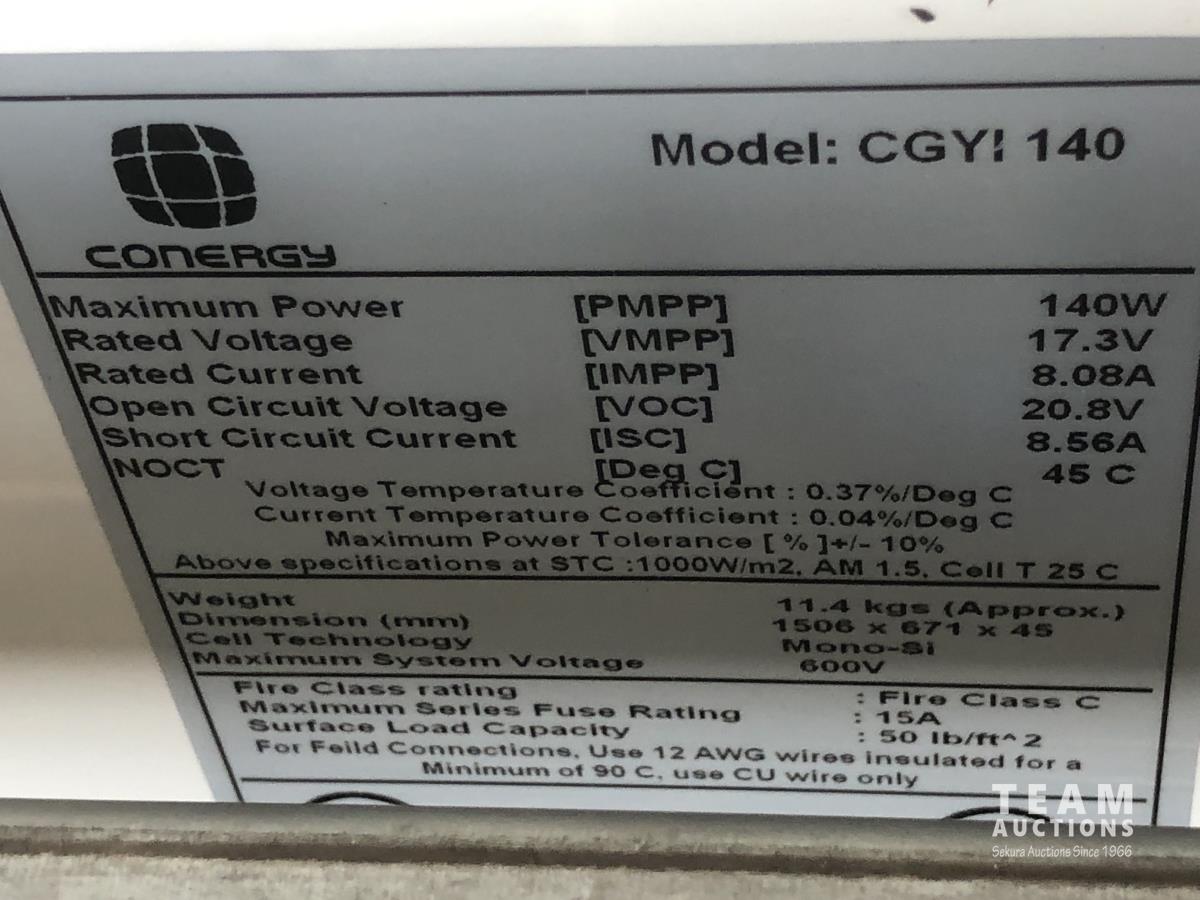 CONERGY
Model: CGYI 140
Maximum Power [PMPP] 140W
Rated Voltage [VMPP] 17.3V
Rated Current [IMPP] 8.08A
Open Circuit Voltage [VOC] 20.8V
Short Circuit Current [ISC] 8.56A
NOCT [Deg C] 45 C
Voltage Temperature Coefficient : 0.37%/Deg C
Current Temperature Coefficient : 0.04%/Deg C
Maximum Power Tolerance [ % ]+/- 10%
Above specifications at STC :1000W/m2, AM 1.5, Cell T 25 C
Weight 11.4 kgs (Approx.)
Dimension (mm) 1506 x 671 x 45
Cell Technology Mono-Si
Maximum System Voltage 600V
Fire Class rating : Fire Class C
Maximum Series Fuse Rating : 15A
Surface Load Capacity : 50 lb/ft^2
For Feild Connections, Use 12 AWG wires insulated for a
Minimum of 90 C, use CU wire only
TEAM
AUCTIONS
Sekura Auctions Since 1966